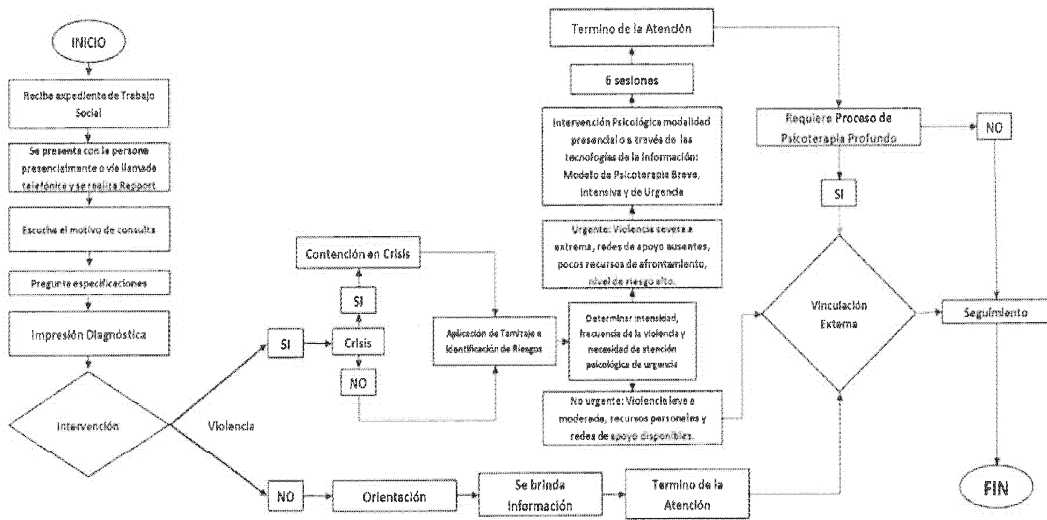 INICIO
Recibe expediente de Trabajo
Social
Se presenta con la persona
presencialmente o vía llamada
telefónica y se realiza Rapport
Escucha el motivo de consulta
Pregunta especificaciones
Impresión Diagnóstica
Intervención
Violencia
SI
Crisis
SI
Contención en Crisis
NO
Aplicación de Tamizaje e
Identificación de Riesgos
Determinar intensidad,
frecuencia de la violencia y
necesidad de atención
psicológica de urgencia
Urgente: Violencia severa a
extrema, redes de apoyo ausentes,
pocos recursos de afrontamiento,
nivel de riesgo alto.
Intervención Psicológica modalidad
presencial o a través de las
tecnologías de la información:
Modelo de Psicoterapia Breve,
Intensiva y de Urgencia
6 sesiones
Termino de la Atención
No urgente: Violencia leve a
moderada, recursos personales y
redes de apoyo disponibles.
Requiere Proceso de
Psicoterapia Profundo
NO
SI
Vinculación
Externa
Seguimiento
FIN
NO
Orientación
Se brinda
información
Termino de la
Atención